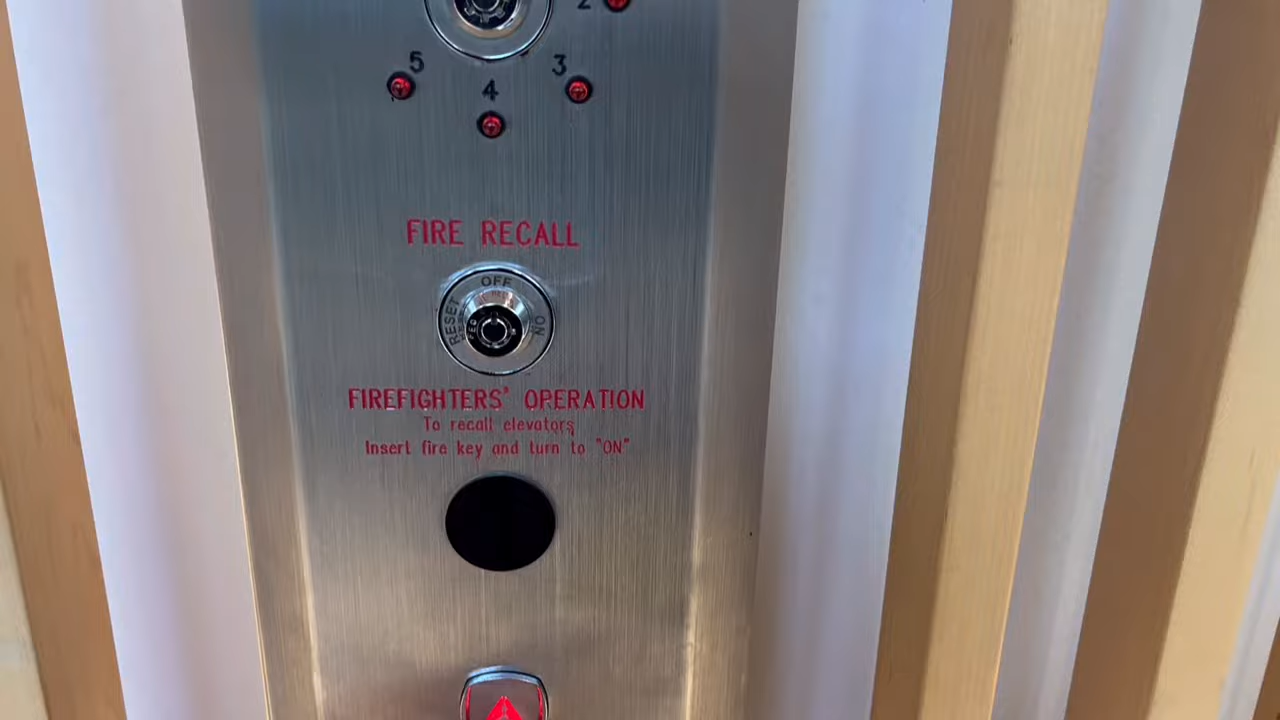 2
5
3
4
FIRE RECALL
OFF
RESET
ON
FIREFIGHTERS' OPERATION
To recall elevators
Insert fire key and turn to "ON"